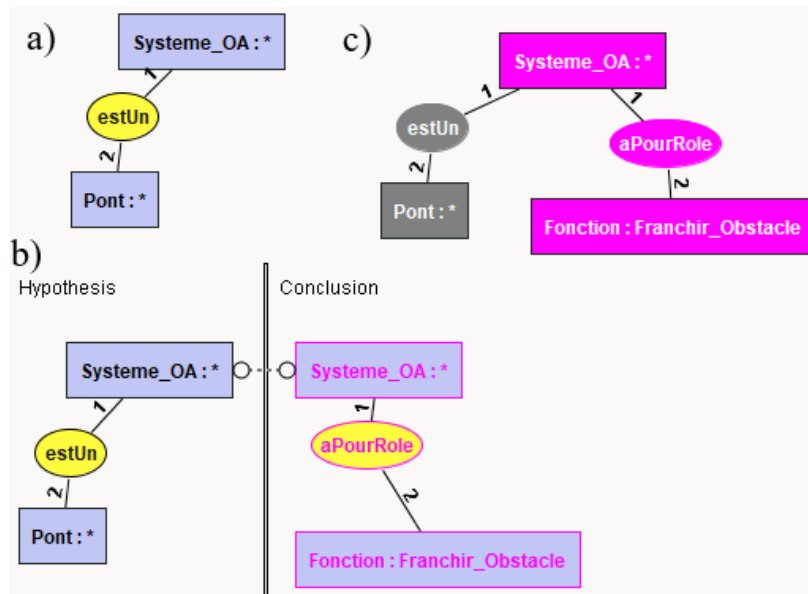 a)
Systeme_OA : *
1
estUn
2
Pont : *
c)
Systeme_OA : *
1
1
estUn
aPourRole
2
2
Pont : *
Fonction : Franchir_Obstacle
b)
Hypothesis
Conclusion
Systeme_OA : *
Systeme_OA : *
1
1
estUn
aPourRole
2
2
Pont : *
Fonction : Franchir_Obstacle